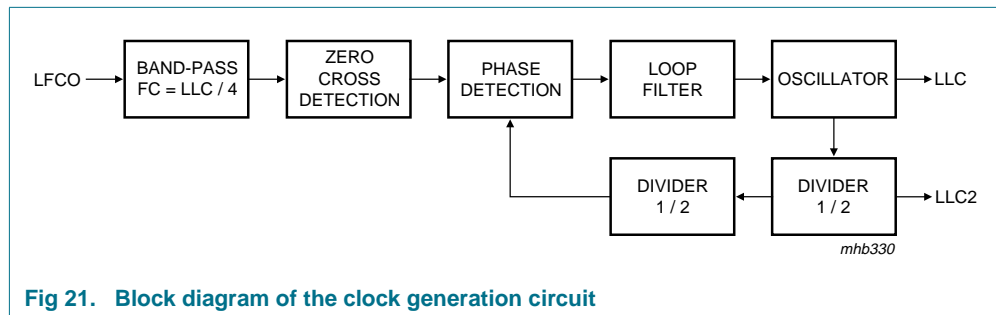 LFCO
BAND-PASS
FC = LLC / 4
ZERO
CROSS
DETECTION
PHASE
DETECTION
LOOP
FILTER
OSCILLATOR
LLC
DIVIDER
1 / 2
DIVIDER
1 / 2
LLC2
mhb330
Fig 21. Block diagram of the clock generation circuit